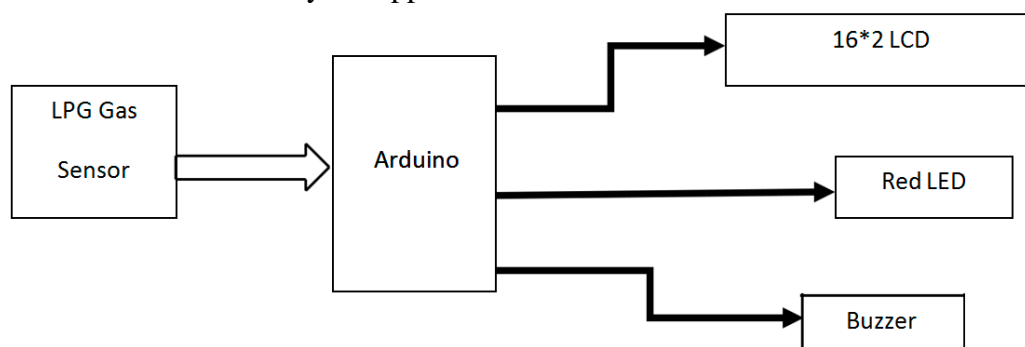 16*2 LCD
LPG Gas
Sensor
Arduino
Red LED
Buzzer